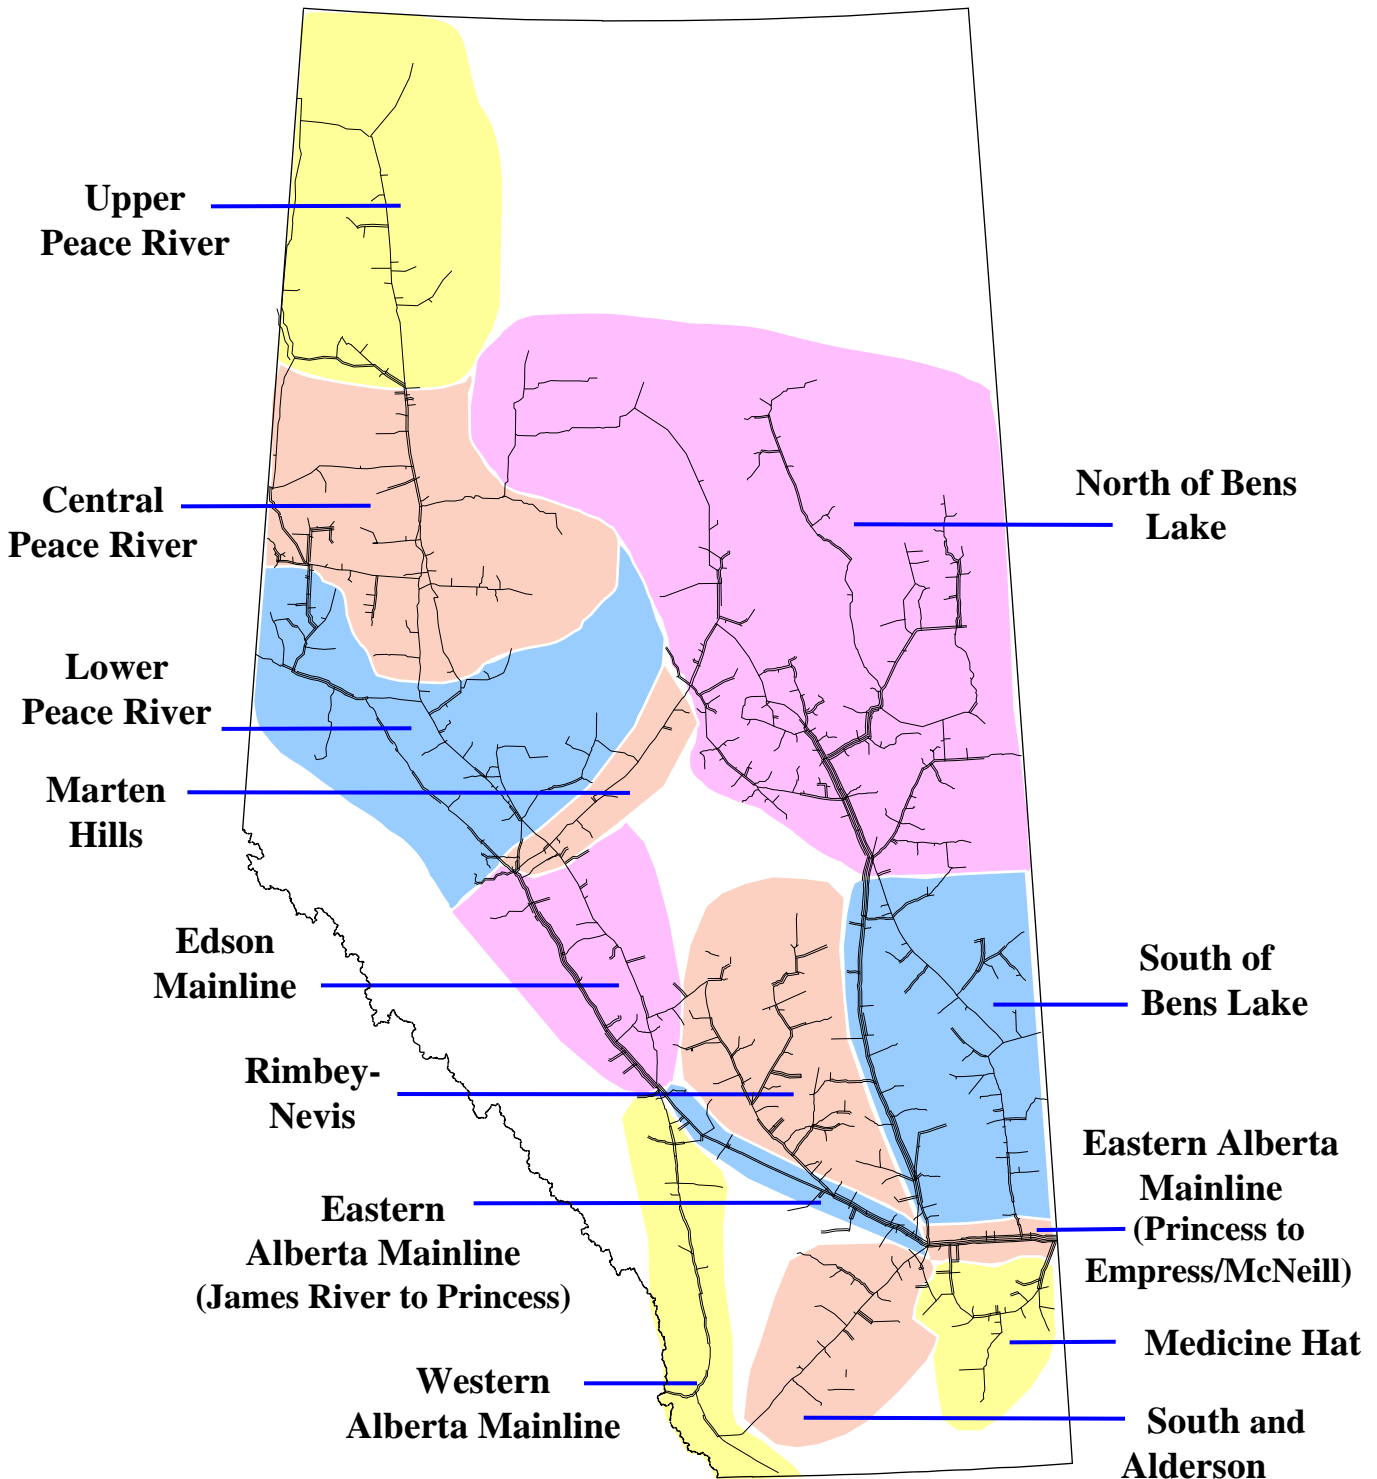 Upper
Peace River
Central
Peace River
North of Bens
Lake
Lower
Peace River
Marten
Hills
Edson
Mainline
South of
Bens Lake
Rimbey-
Nevis
Eastern Alberta
Mainline
(Princess to
Empress/McNeill)
Eastern
Alberta Mainline
(James River to Princess)
Medicine Hat
Western
Alberta Mainline
South and
Alderson